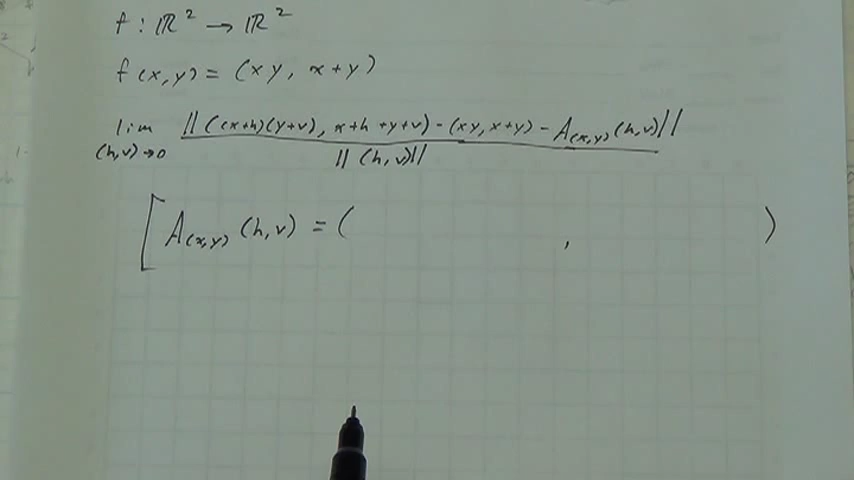 f : ℝ² → ℝ²
f(x,y) = (xy, x+y)
lim ||((x+h)(y+v), x+h+y+v) - (xy, x+y) - A(x,y)(h,v)||
(h,v)→0 ||(h,v)||
[ A(x,y)(h,v) = ( , )